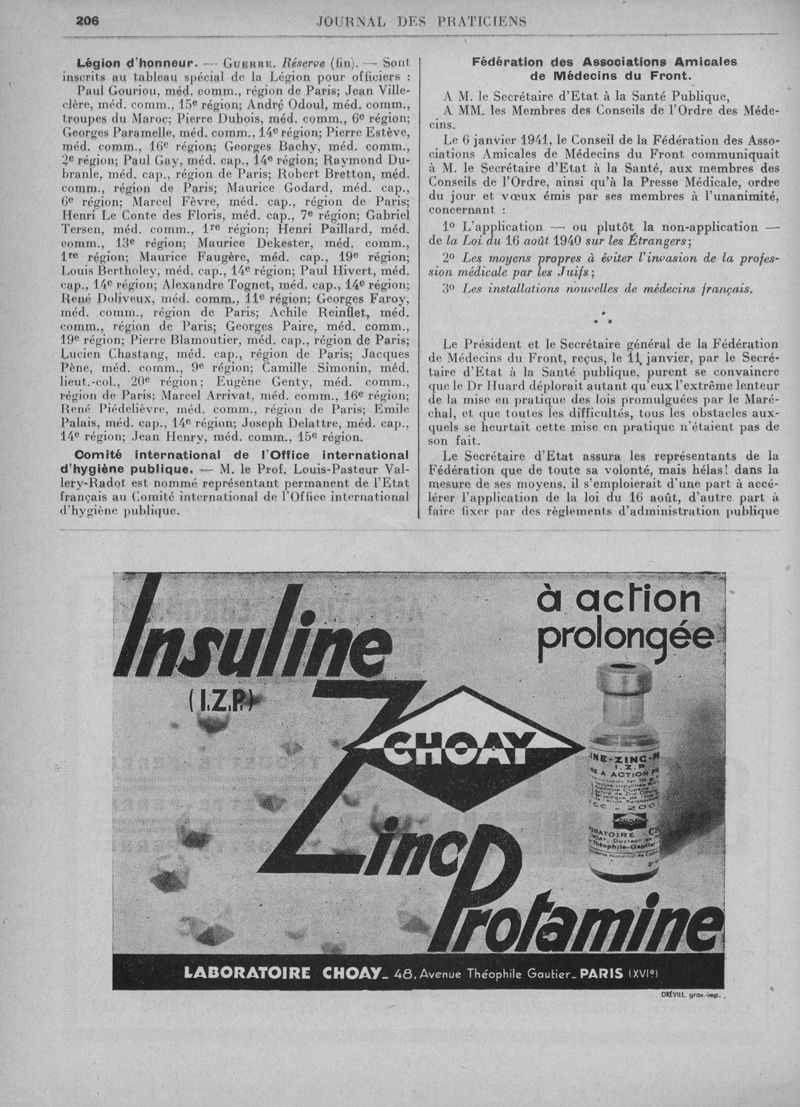 206
JOURNAL DES PRATICIENS
Légion d'honneur. — GUERRE. Réserve (fin). — Sont
inscrits au tableau spécial de la Légion pour officiers :
Paul Gouriou, méd. comm., région de Paris; Jean Ville-
clère, méd. comm., 15e région; André Odoul, méd. comm.,
troupes du Maroc; Pierre Dubois, méd. comm., 6e région;
Georges Paramelle, méd. comm., 14e région; Pierre Estève,
méd. comm., 16e région; Georges Bachy, méd. comm.,
2e région; Paul Gay, méd. cap., 14e région; Raymond Du-
branle, méd. cap., région de Paris; Robert Bretton, méd.
comm., région de Paris; Maurice Godard, méd. cap.,
6e région; Marcel Fèvre, méd. cap., région de Paris;
Henri Le Conte des Floris, méd. cap., 7e région; Gabriel
Tersen, méd. comm., 1re région; Henri Paillard, méd.
comm., 13e région; Maurice Dekester, méd. comm.,
1re région; Maurice Faugère, méd. cap., 19e région;
Louis Bertholey, méd. cap., 14e région; Paul Hivert, méd.
cap., 14e région; Alexandre Tognet, méd. cap., 14e région;
René Doliveux, méd. comm., 11e région; Georges Faroy,
méd. comm., région de Paris; Achile Reinflet, méd.
comm., région de Paris; Georges Paire, méd. comm.,
19e région; Pierre Blamoutier, méd. cap., région de Paris;
Lucien Chastang, méd. cap., région de Paris; Jacques
Pène, méd. comm., 9e région; Camille Simonin, méd.
lieut.-col., 20e région; Eugène Genty, méd. comm.,
région de Paris; Marcel Arrivat, méd. comm., 16e région;
René Piédelièvre, méd. comm., région de Paris; Emile
Palais, méd. cap., 14e région; Joseph Delattre, méd. cap.,
14e région; Jean Henry, méd. comm., 15e région.
Comité international de l'Office international
d'hygiène publique. — M. le Prof. Louis-Pasteur Val-
lery-Radot est nommé représentant permanent de l'Etat
français au Comité international de l'Office international
d'hygiène publique.
Fédération des Associations Amicales
de Médecins du Front.
A M. le Secrétaire d'Etat à la Santé Publique,
A MM. les Membres des Conseils de l'Ordre des Méde-
cins.
Le 6 janvier 1941, le Conseil de la Fédération des Asso-
ciations Amicales de Médecins du Front communiquait
à M. le Secrétaire d'Etat à la Santé, aux membres des
Conseils de l'Ordre, ainsi qu'à la Presse Médicale, ordre
du jour et vœux émis par ses membres à l'unanimité,
concernant :
1o L'application — ou plutôt la non-application —
de la Loi du 16 août 1940 sur les Étrangers;
2o Les moyens propres à éviter l'invasion de la profes-
sion médicale par les Juifs;
3o Les installations nouvelles de médecins français.
* * *
Le Président et le Secrétaire général de la Fédération
de Médecins du Front, reçus, le 11 janvier, par le Secré-
taire d'Etat à la Santé publique, purent se convaincre
que le Dr Huard déplorait autant qu'eux l'extrême lenteur
de la mise en pratique des lois promulguées par le Maré-
chal, et que toutes les difficultés, tous les obstacles aux-
quels se heurtait cette mise en pratique n'étaient pas de
son fait.
Le Secrétaire d'Etat assura les représentants de la
Fédération que de toute sa volonté, mais hélas! dans la
mesure de ses moyens, il s'emploierait d'une part à accé-
lérer l'application de la loi du 16 août, d'autre part à
faire fixer par des règlements d'administration publique
Insuline
(I.Z.P.)
à action
prolongée
CHOAY
Zinc
Protamine
NE-ZINC-P
I.Z.P
A ACTION
CC - 200
CHOAY
RATOIRE CH
Théophile-Gautier
LABORATOIRE CHOAY_ 48, Avenue Théophile Gautier_ PARIS (XVIe)
DRÉVILL grav.-imp.